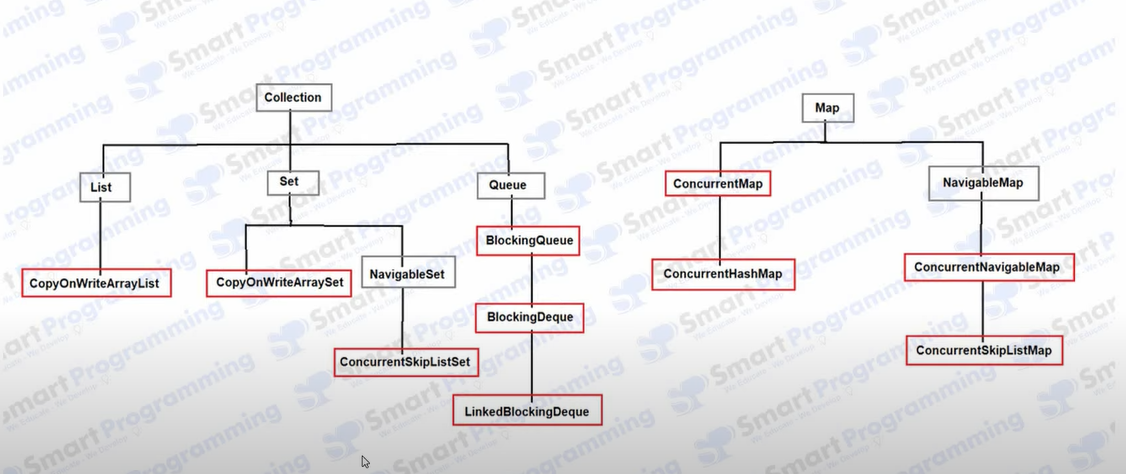 Collection
Map
List
Set
Queue
ConcurrentMap
NavigableMap
BlockingQueue
CopyOnWriteArrayList
CopyOnWriteArraySet
NavigableSet
ConcurrentHashMap
ConcurrentNavigableMap
BlockingDeque
ConcurrentSkipListSet
ConcurrentSkipListMap
LinkedBlockingDeque
Smart Programming